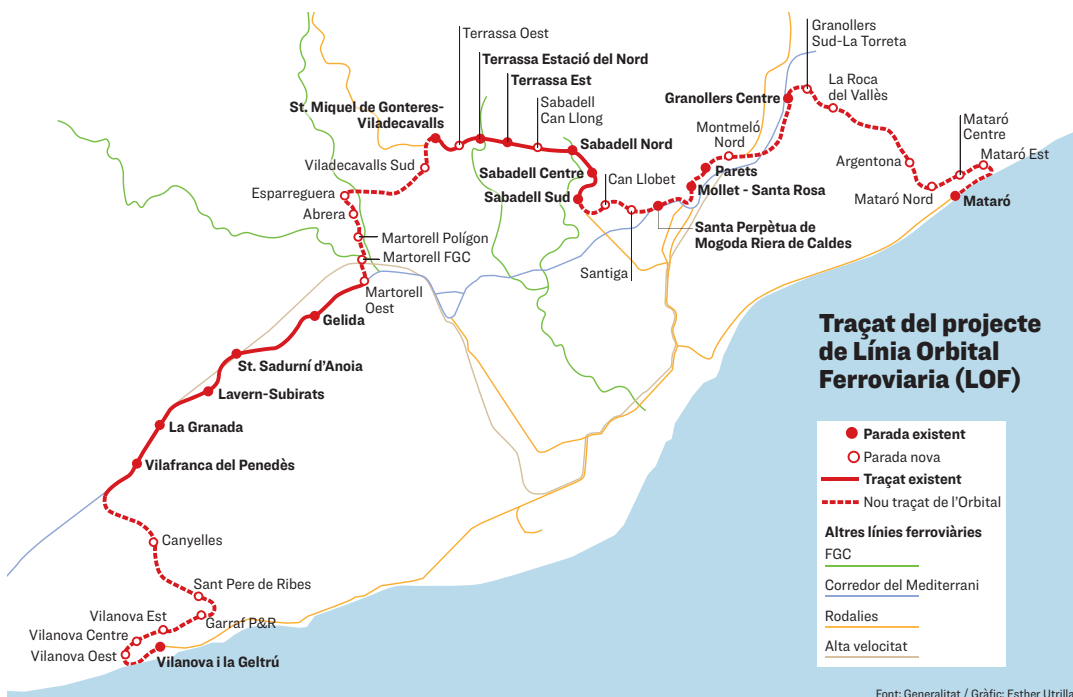 Granollers
Sud-La Torreta
Terrassa Oest
Terrassa Estació del Nord
Terrassa Est
La Roca
del Vallès
St. Miquel de Gonteres-
Viladecavalls
Sabadell
Can Llong
Granollers Centre
Montmeló
Nord
Mataró
Centre
Mataró Est
Viladecavalls Sud
Sabadell Nord
Sabadell Centre
Parets
Argentona
Esparreguera
Can Llobet
Mollet - Santa Rosa
Sabadell Sud
Mataró Nord
Mataró
Abrera
Santa Perpètua de
Mogoda Riera de Caldes
Martorell Polígon
Martorell FGC
Santiga
Martorell
Oest
Gelida
Traçat del projecte
de Línia Orbital
Ferroviaria (LOF)
St. Sadurní d'Anoia
Lavern-Subirats
La Granada
Vilafranca del Penedès
Parada existent
Parada nova
Traçat existent
Nou traçat de l'Orbital
Altres línies ferroviàries
FGC
Corredor del Mediterrani
Rodalies
Alta velocitat
Canyelles
Sant Pere de Ribes
Vilanova Est
Garraf P&R
Vilanova Centre
Vilanova Oest
Vilanova i la Geltrú
Font: Generalitat / Gràfic: Esther Utrilla